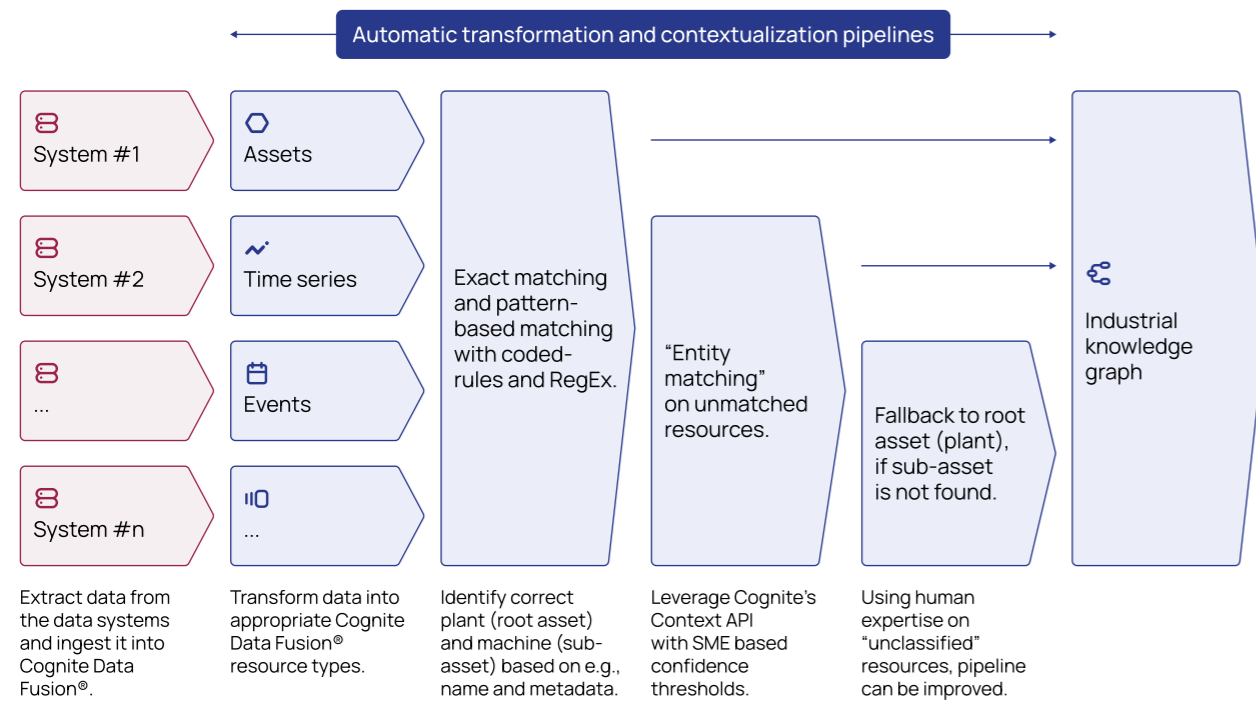 Automatic transformation and contextualization pipelines
System #1
System #2
...
System #n
Assets
Time series
Events
...
Exact matching
and pattern-
based matching
with coded-
rules and RegEx.
“Entity
matching”
on unmatched
resources.
Fallback to root
asset (plant),
if sub-asset
is not found.
Industrial
knowledge
graph
Extract data from
the data systems
and ingest it into
Cognite Data
Fusion®.
Transform data into
appropriate Cognite
Data Fusion®
resource types.
Identify correct
plant (root asset)
and machine (sub-
asset) based on e.g.,
name and metadata.
Leverage Cognite’s
Context API
with SME based
confidence
thresholds.
Using human
expertise on
“unclassified”
resources, pipeline
can be improved.